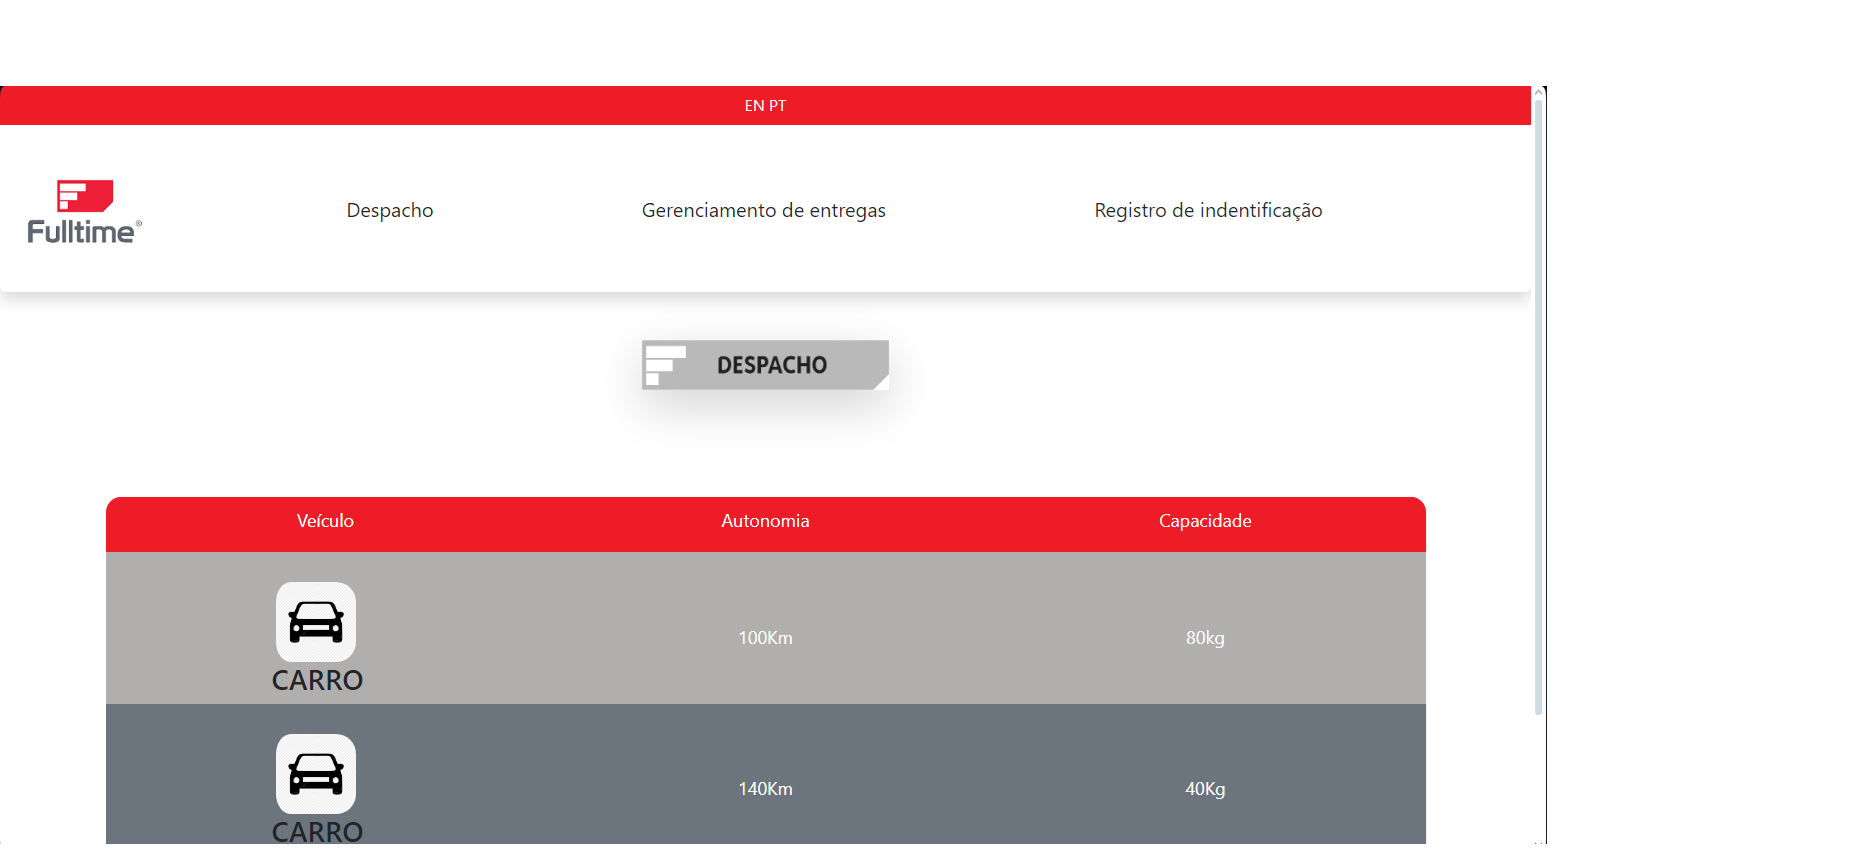 EN PT
Fulltime®
Despacho Gerenciamento de entregas Registro de indentificação
DESPACHO
Veículo Autonomia Capacidade
100Km 80kg
CARRO
140Km 40Kg
CARRO